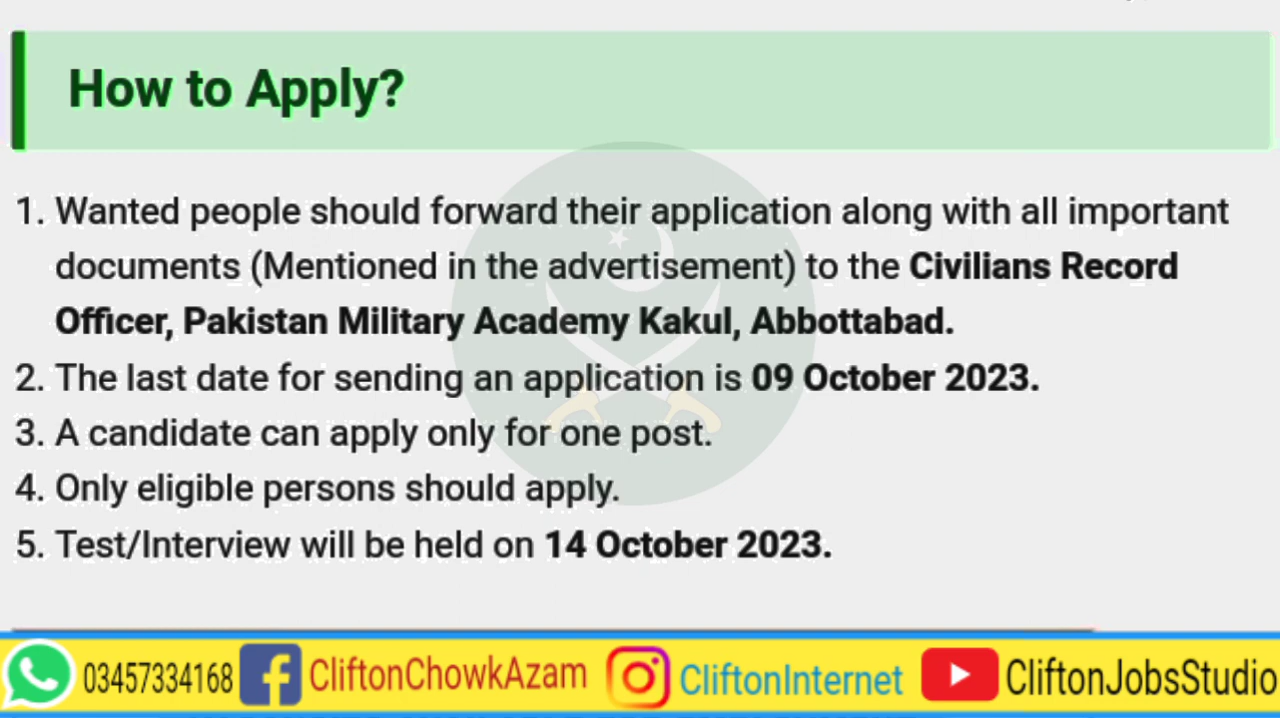 How to Apply?
1. Wanted people should forward their application along with all important
documents (Mentioned in the advertisement) to the Civilians Record
Officer, Pakistan Military Academy Kakul, Abbottabad.
2. The last date for sending an application is 09 October 2023.
3. A candidate can apply only for one post.
4. Only eligible persons should apply.
5. Test/Interview will be held on 14 October 2023.
03457334168 CliftonChowkAzam CliftonInternet CliftonJobsStudio